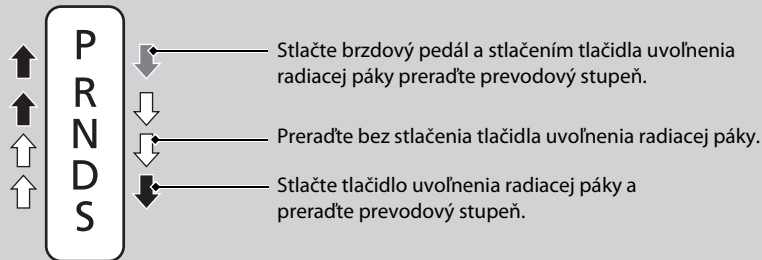 P
R
N
D
S
Stlačte brzdový pedál a stlačením tlačidla uvoľnenia
radiacej páky preraďte prevodový stupeň.
Preraďte bez stlačenia tlačidla uvoľnenia radiacej páky.
Stlačte tlačidlo uvoľnenia radiacej páky a
preraďte prevodový stupeň.